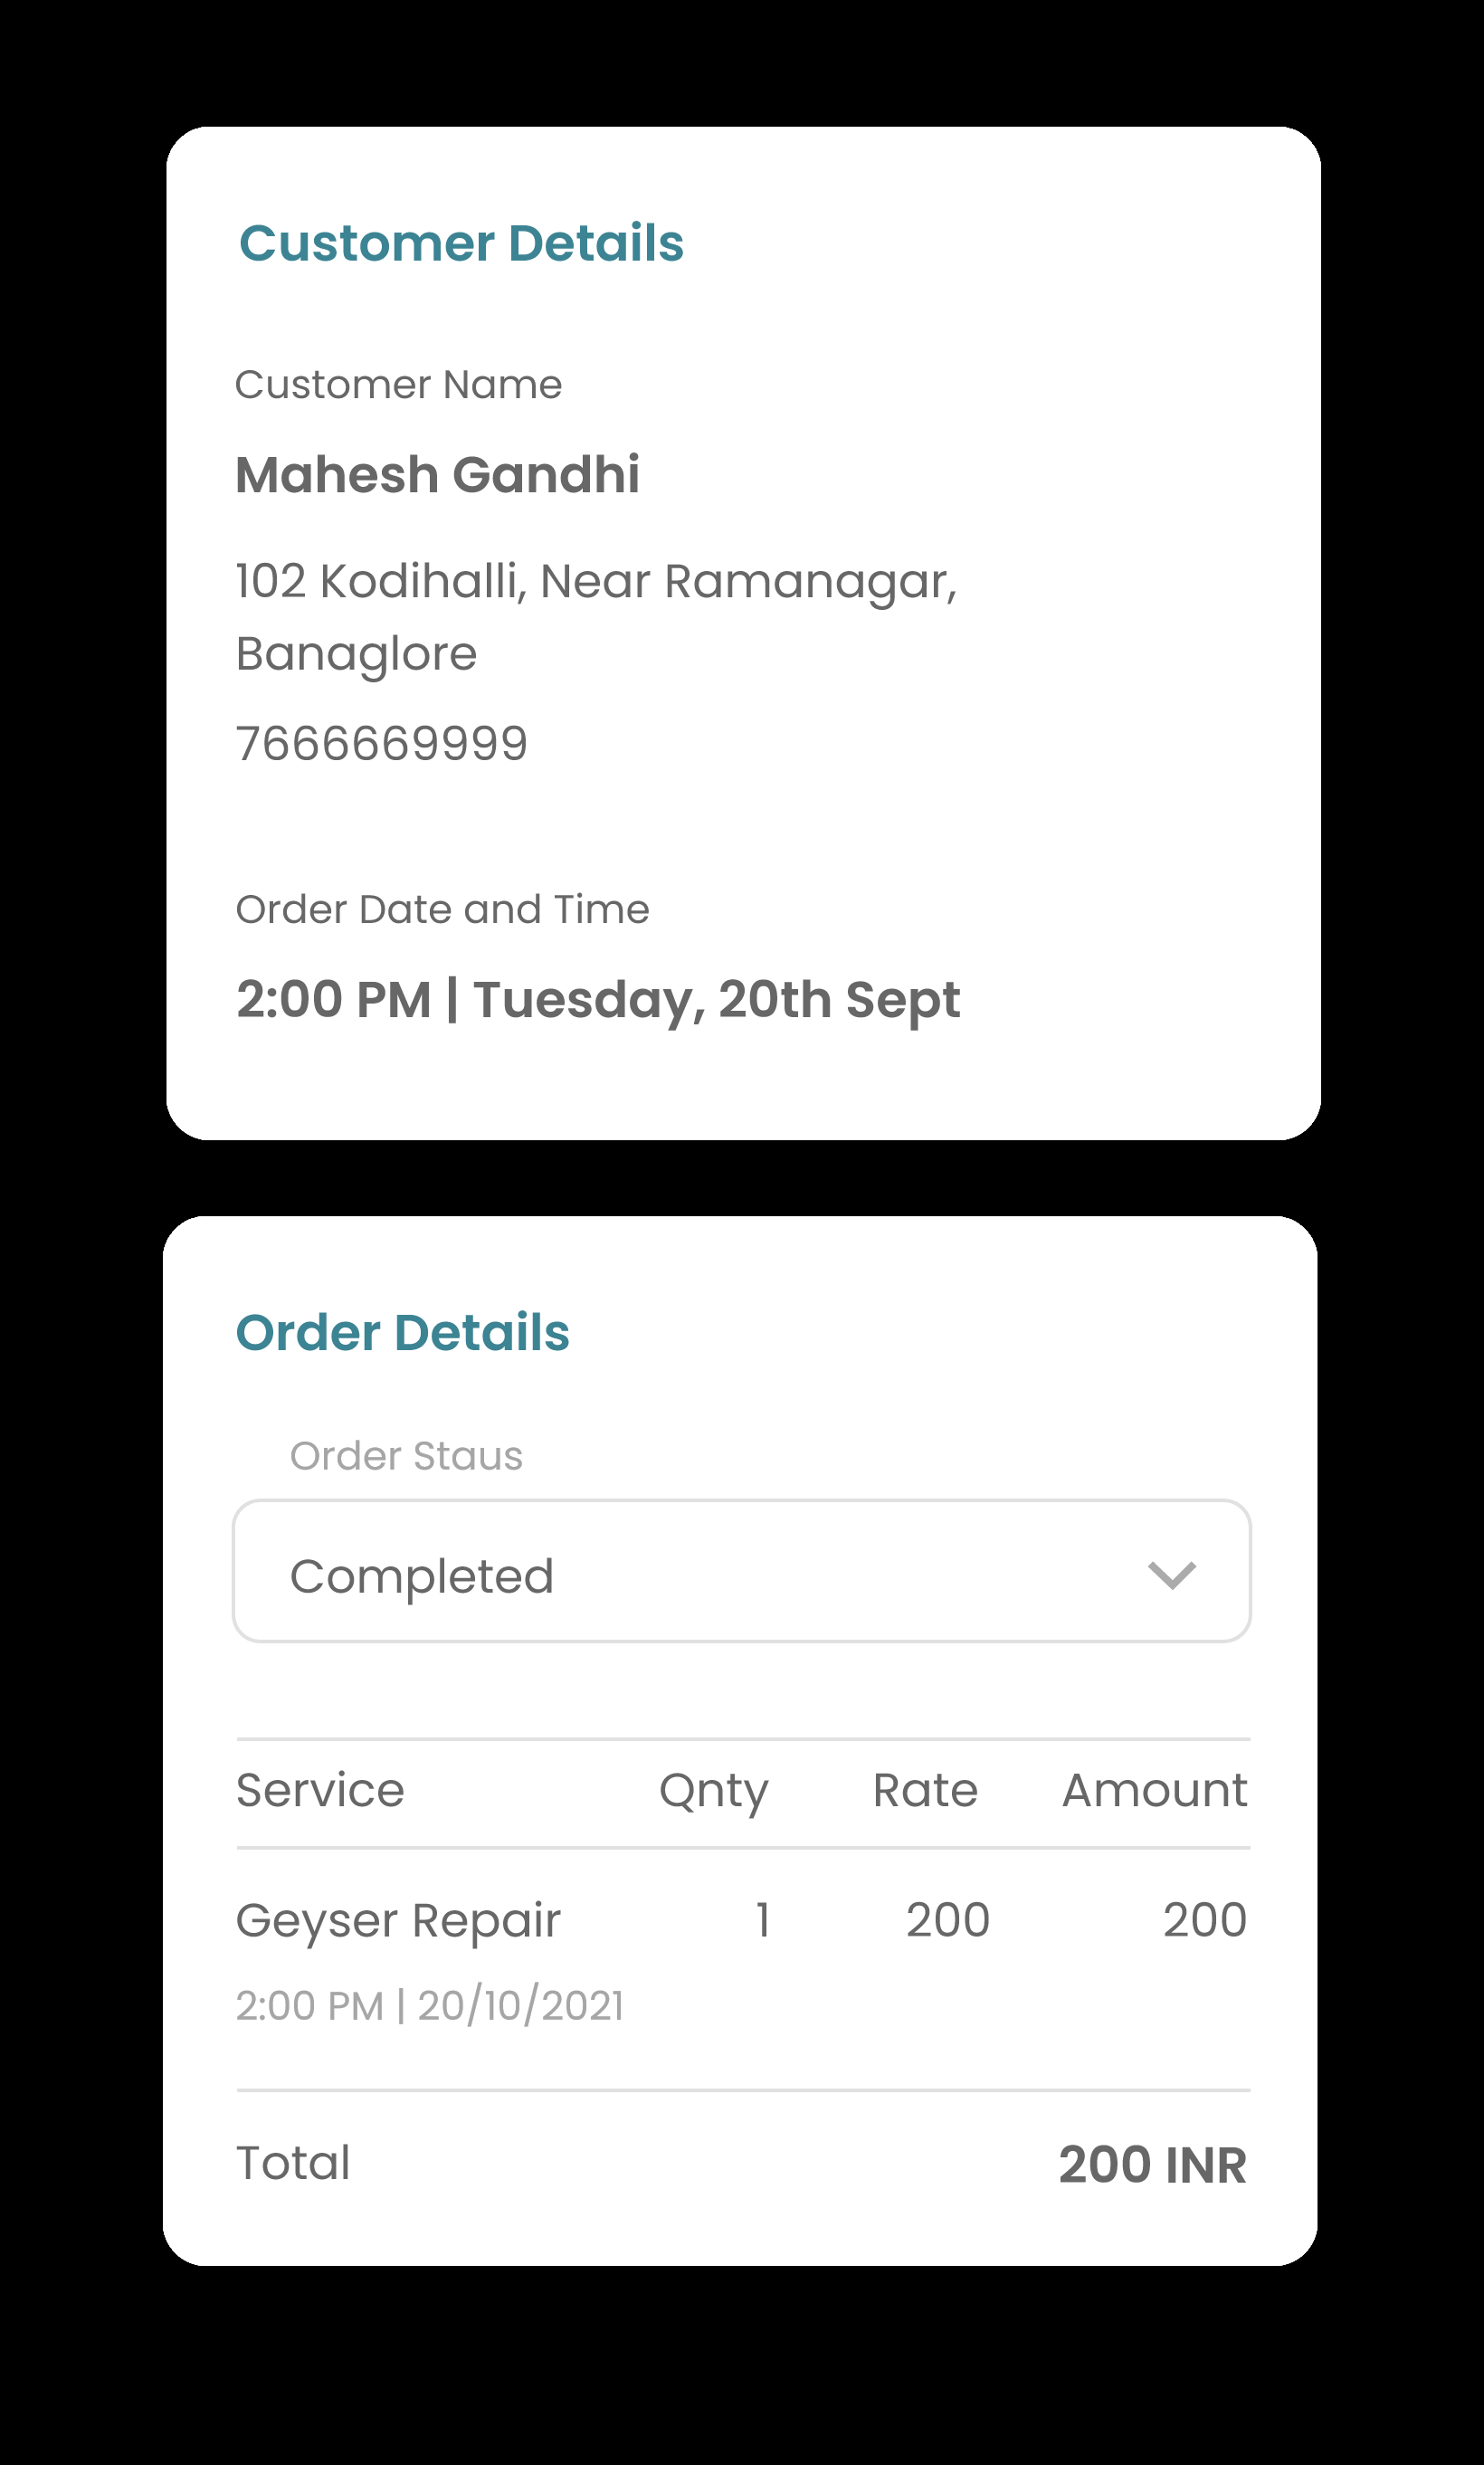 Customer Details
Customer Name
Mahesh Gandhi
102 Kodihalli, Near Ramanagar,
Banaglore
7666669999
Order Date and Time
2:00 PM | Tuesday, 20th Sept
Order Details
Order Staus
Completed
Service Qnty Rate Amount
Geyser Repair 1 200 200
2:00 PM | 20/10/2021
Total 200 INR